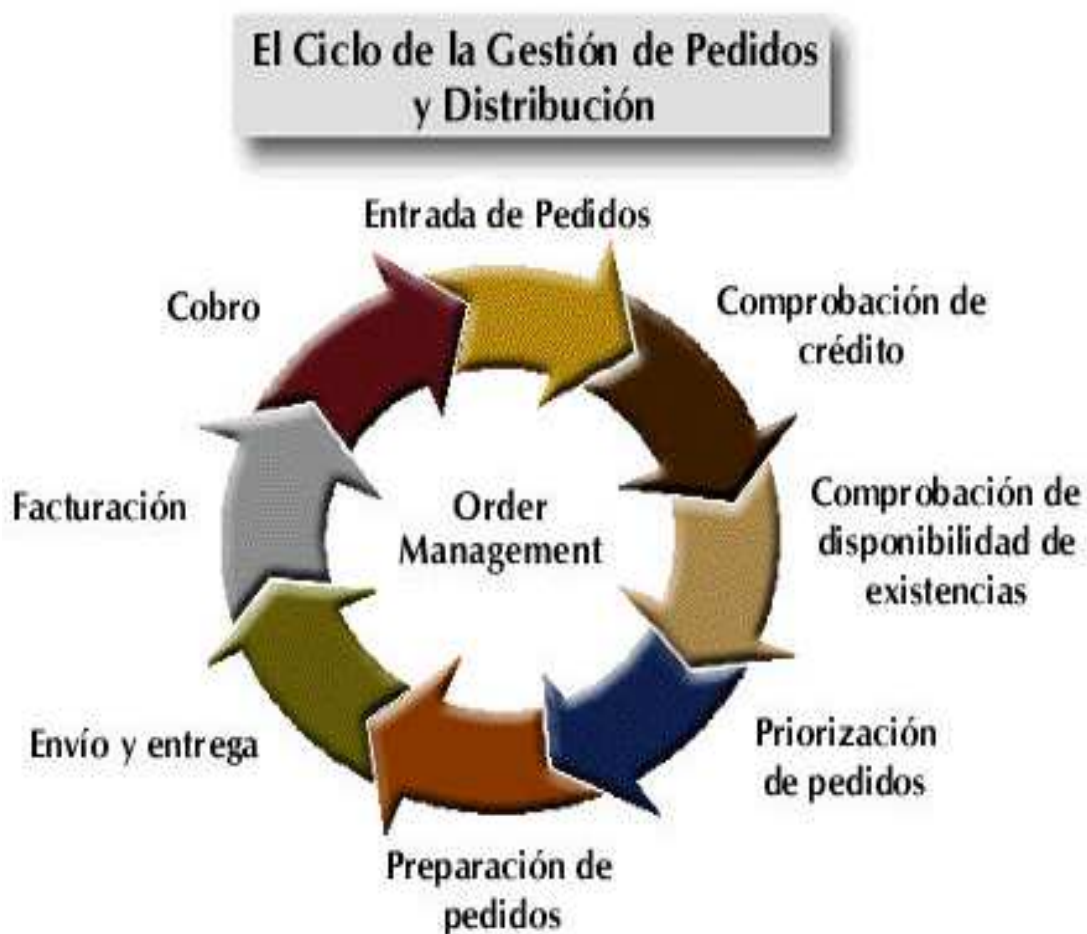 El Ciclo de la Gestión de Pedidos
y Distribución
Entrada de Pedidos
Comprobación de
crédito
Comprobación de
disponibilidad de
existencias
Priorización
de pedidos
Preparación de
pedidos
Envío y entrega
Facturación
Cobro
Order
Management